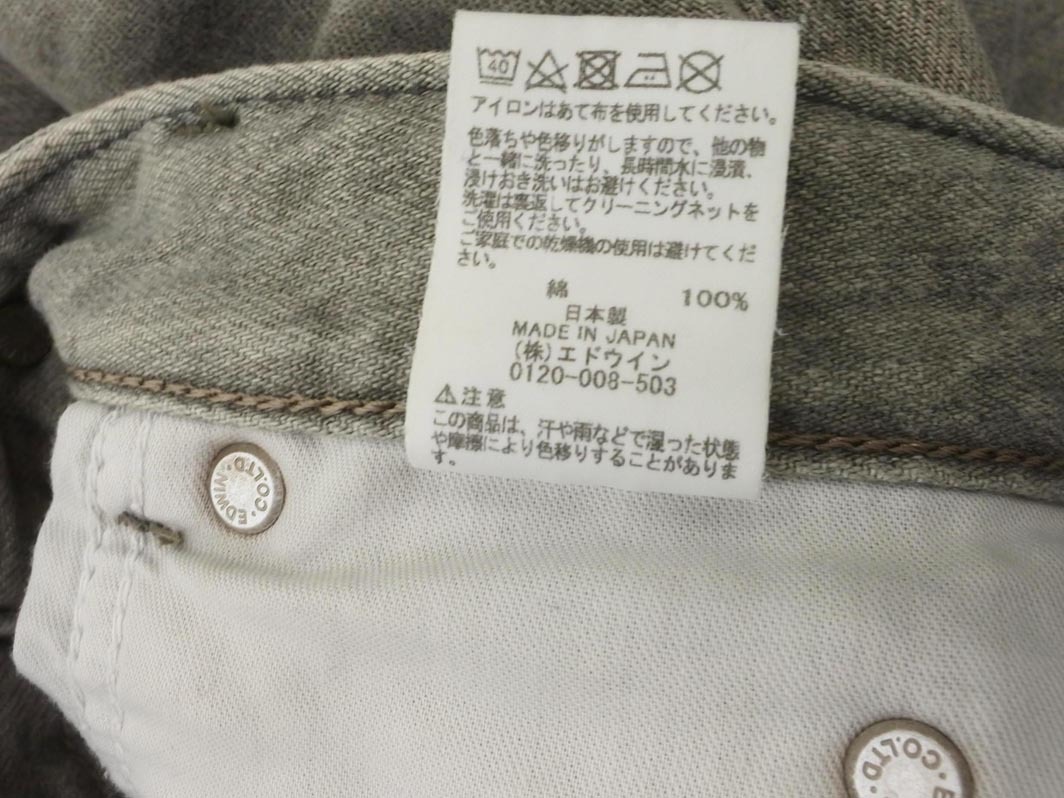 40
アイロンはあて布を使用してください。
色落ちや色移りがしますので、他の物
と一緒に洗ったり、長時間水に浸漬、
浸けおき洗いはお避けください。
洗濯は裏返してクリーニングネットを
ご使用ください。
ご家庭での乾燥機の使用は避けてくだ
さい。
綿 100%
日本製
MADE IN JAPAN
(株)エドウイン
0120-008-503
⚠注意
この商品は、汗や雨などで湿った状態
や摩擦により色移りすることがありま
す。
EDWIN・CO.LTD・
E
CO.LTD・